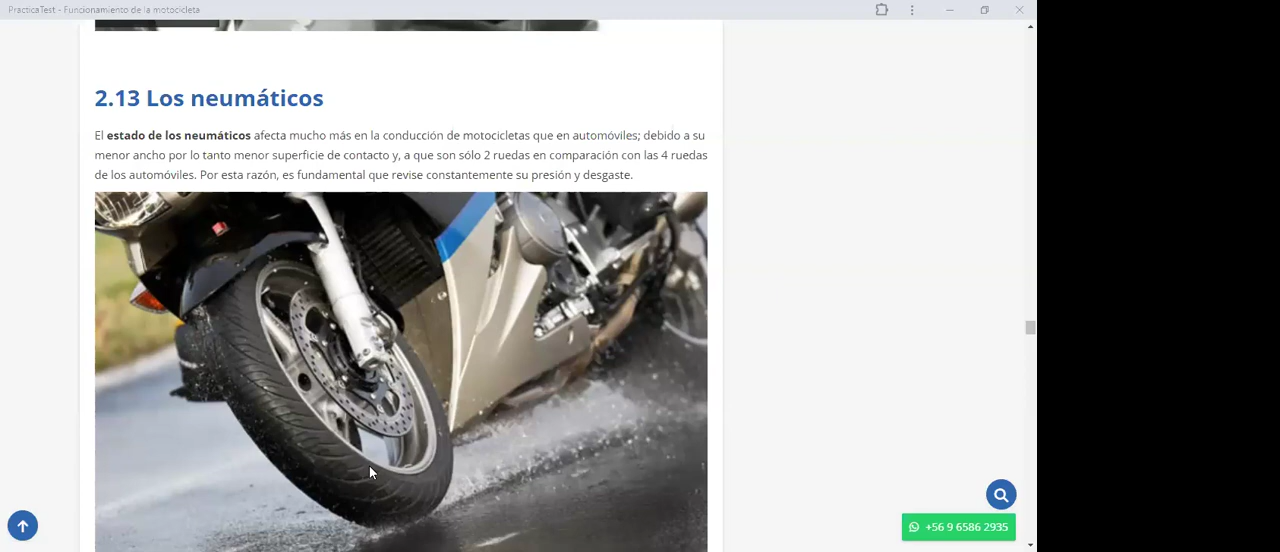 PracticaTest - Funcionamiento de la motocicleta
2.13 Los neumáticos
El estado de los neumáticos afecta mucho más en la conducción de motocicletas que en automóviles; debido a su
menor ancho por lo tanto menor superficie de contacto y, a que son sólo 2 ruedas en comparación con las 4 ruedas
de los automóviles. Por esta razón, es fundamental que revise constantemente su presión y desgaste.
+56 9 6586 2935